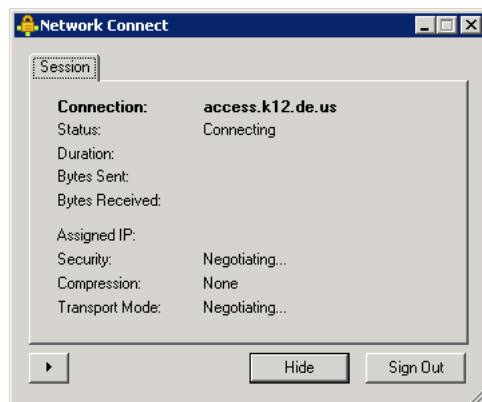 Network Connect
Session
Connection: access.k12.de.us
Status: Connecting
Duration:
Bytes Sent:
Bytes Received:
Assigned IP:
Security: Negotiating...
Compression: None
Transport Mode: Negotiating...
Hide Sign Out